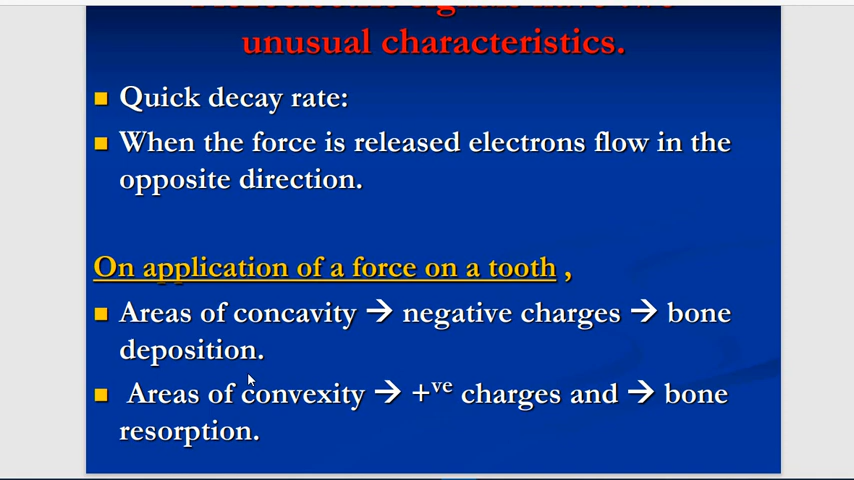 unusual characteristics.
Quick decay rate:
When the force is released electrons flow in the
opposite direction.
On application of a force on a tooth ,
Areas of concavity → negative charges → bone
deposition.
Areas of convexity → +ve charges and → bone
resorption.